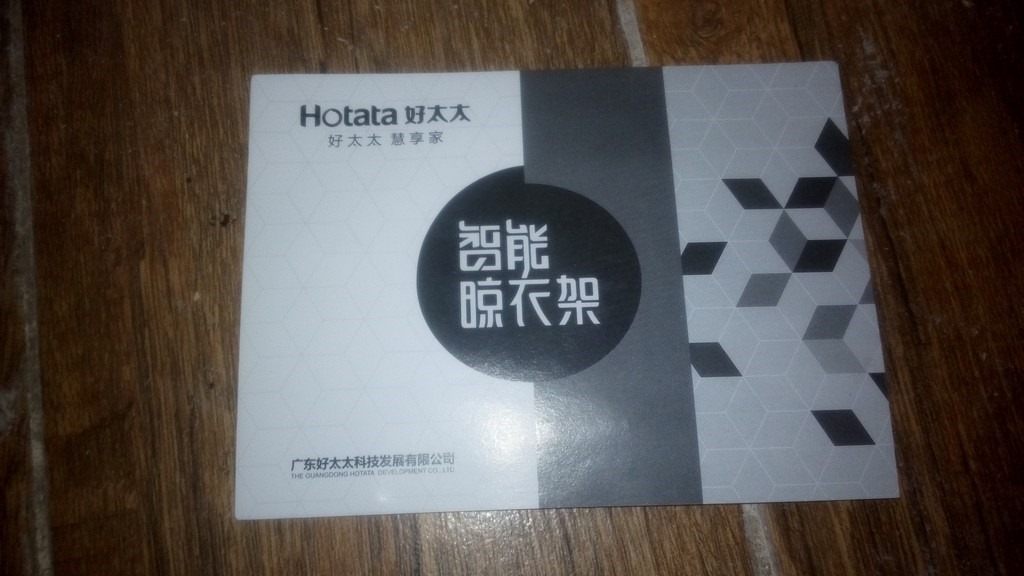 Hotata 好太太
好太太 慧享家
智能
晾衣架
广东好太太科技发展有限公司
THE GUANGDONG HOTATA DEVELOPMENT CO., LTD